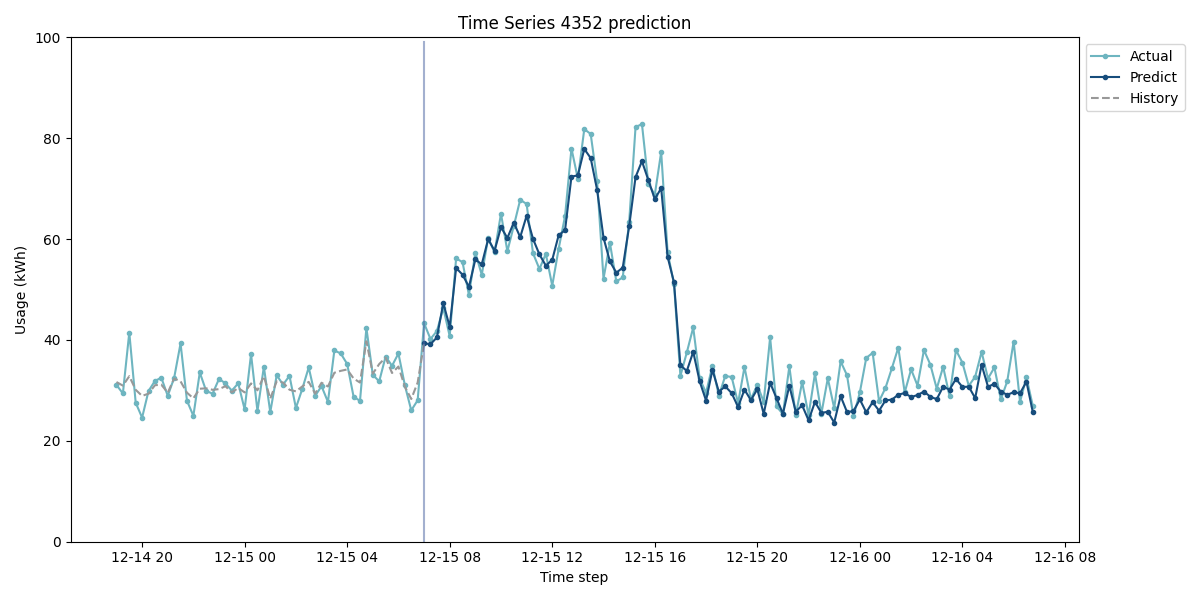 Time Series 4352 prediction
Usage (kWh)
100
80
60
40
20
0
12-14 20
12-15 00
12-15 04
12-15 08
12-15 12
12-15 16
12-15 20
12-16 00
12-16 04
12-16 08
Time step
Actual
Predict
History